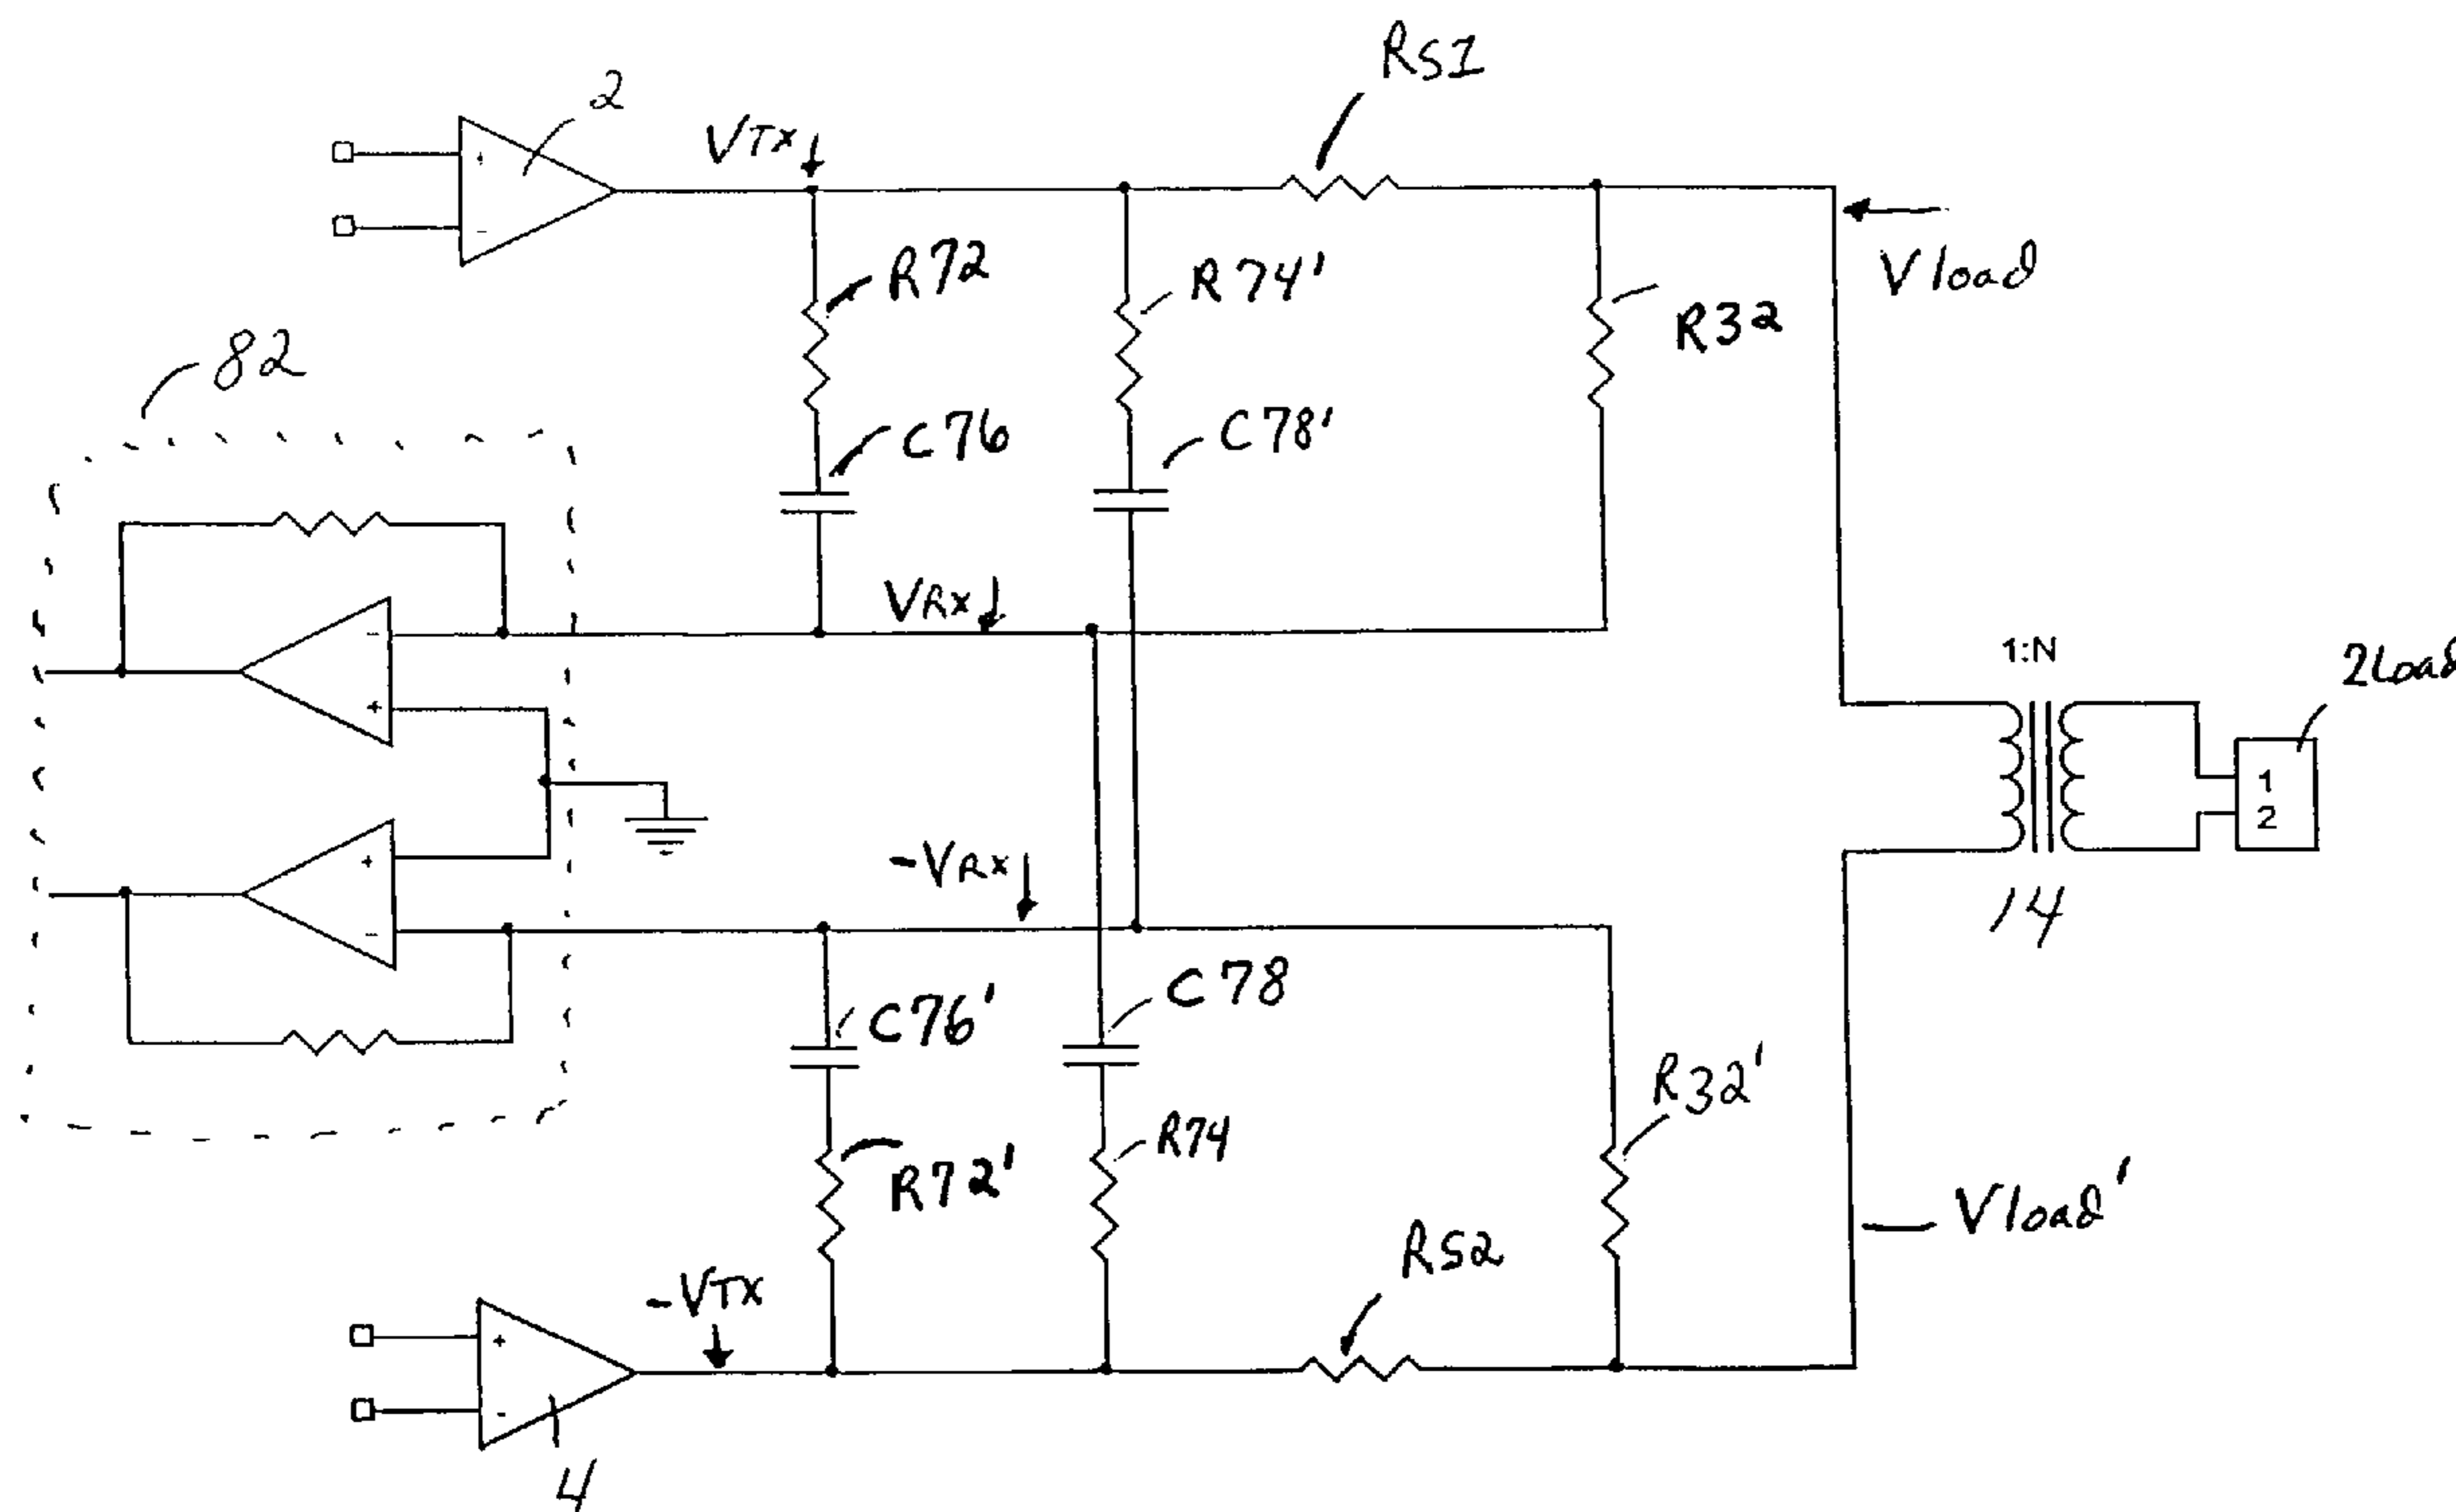 RS1
2
VTX
+
-
R72
R74'
Vload
R32
82
C76
C78'
VRX
-
+
1:N
2Load
1
2
+
-
-VRX
14
C76'
C78
R32'
R74
R72'
Vload'
RS2
-VTX
+
-
4